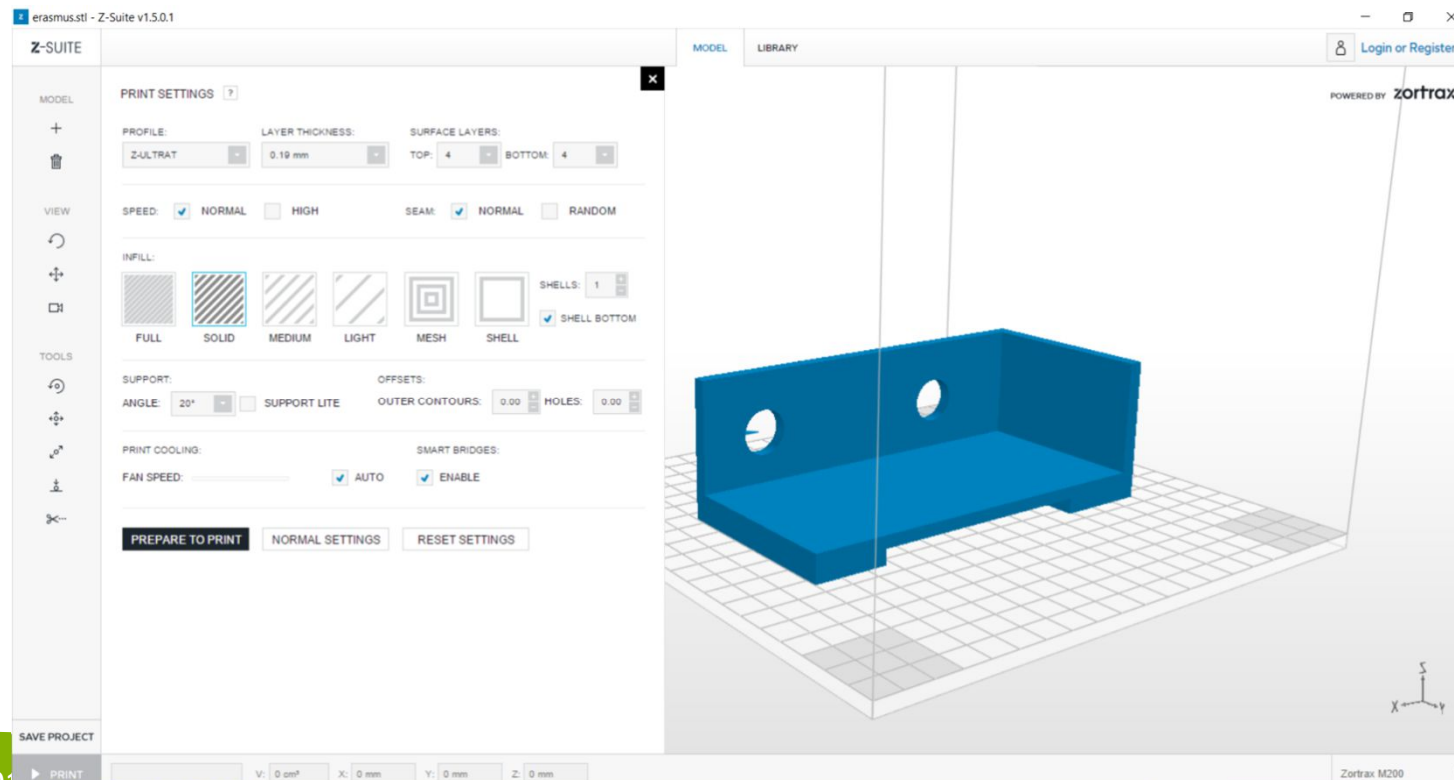 erasmus.stl - Z-Suite v1.5.0.1
Z-SUITE
MODEL LIBRARY
Login or Register
POWERED BY zortrax
MODEL
VIEW
TOOLS
SAVE PROJECT
PRINT
PRINT SETTINGS ?
PROFILE: LAYER THICKNESS: SURFACE LAYERS:
Z-ULTRAT 0.19 mm TOP: 4 BOTTOM: 4
SPEED: NORMAL HIGH SEAM: NORMAL RANDOM
INFILL:
SHELLS: 1
SHELL BOTTOM
FULL SOLID MEDIUM LIGHT MESH SHELL
SUPPORT: OFFSETS:
ANGLE: 20° SUPPORT LITE OUTER CONTOURS: 0.00 HOLES: 0.00
PRINT COOLING: SMART BRIDGES:
FAN SPEED: AUTO ENABLE
PREPARE TO PRINT NORMAL SETTINGS RESET SETTINGS
Z
X Y
V: 0 cm³ X: 0 mm Y: 0 mm Z: 0 mm
Zortrax M200